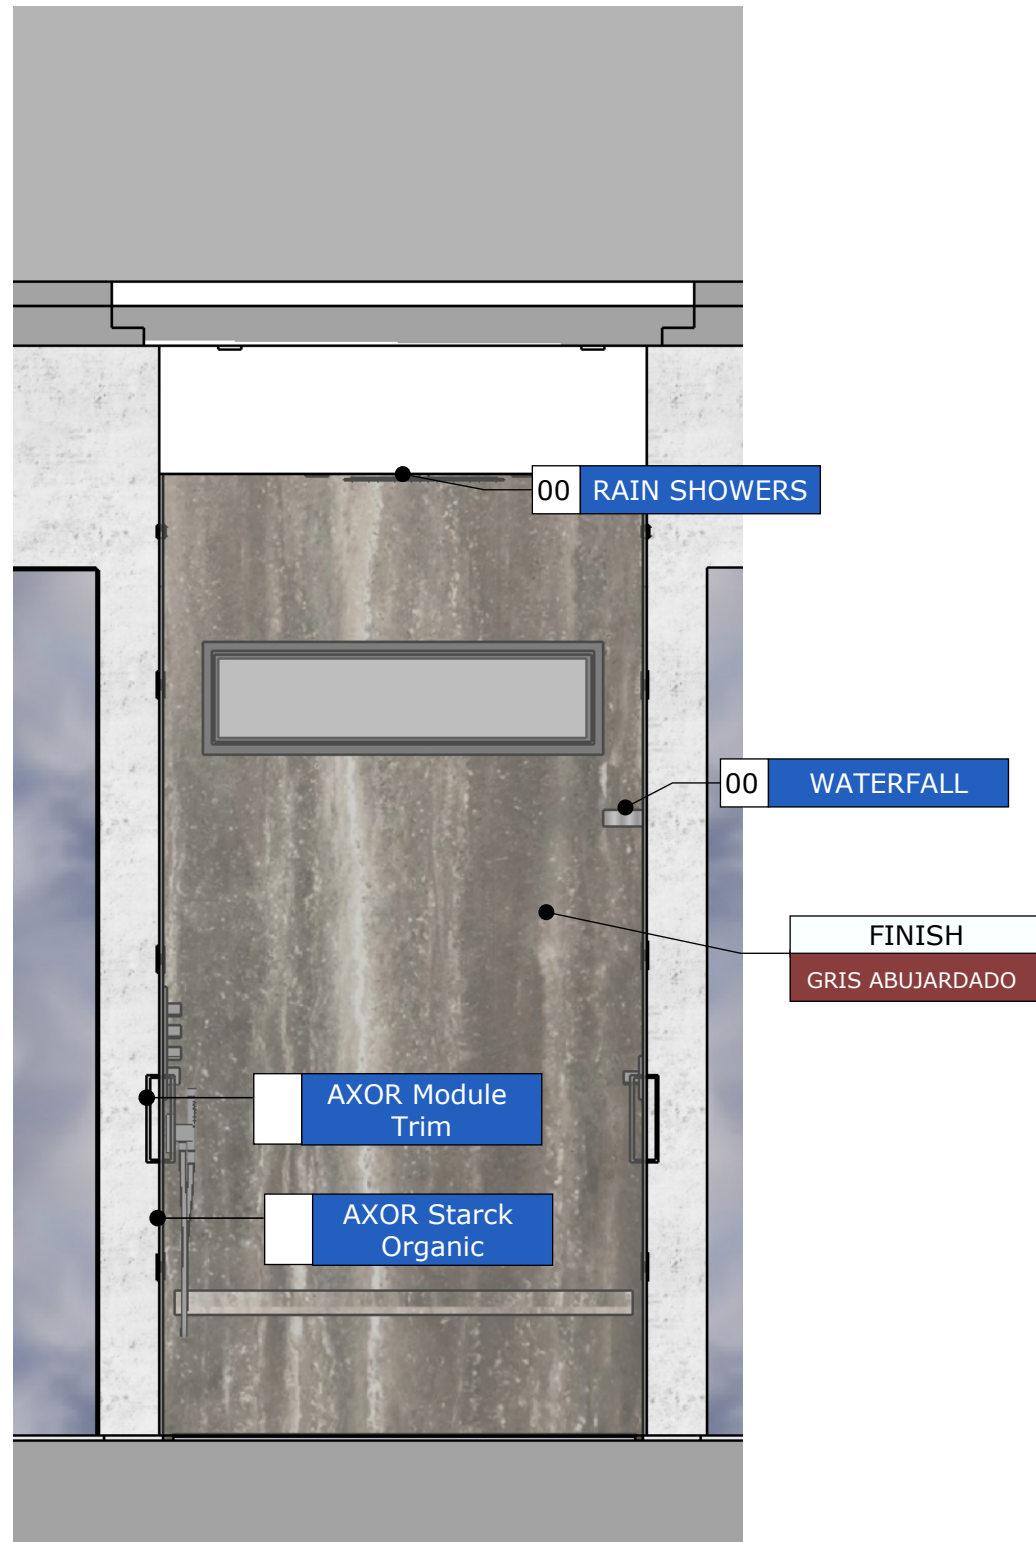 00 RAIN SHOWERS
00 WATERFALL
FINISH
GRIS ABUJARDADO
AXOR Module
Trim
AXOR Starck
Organic